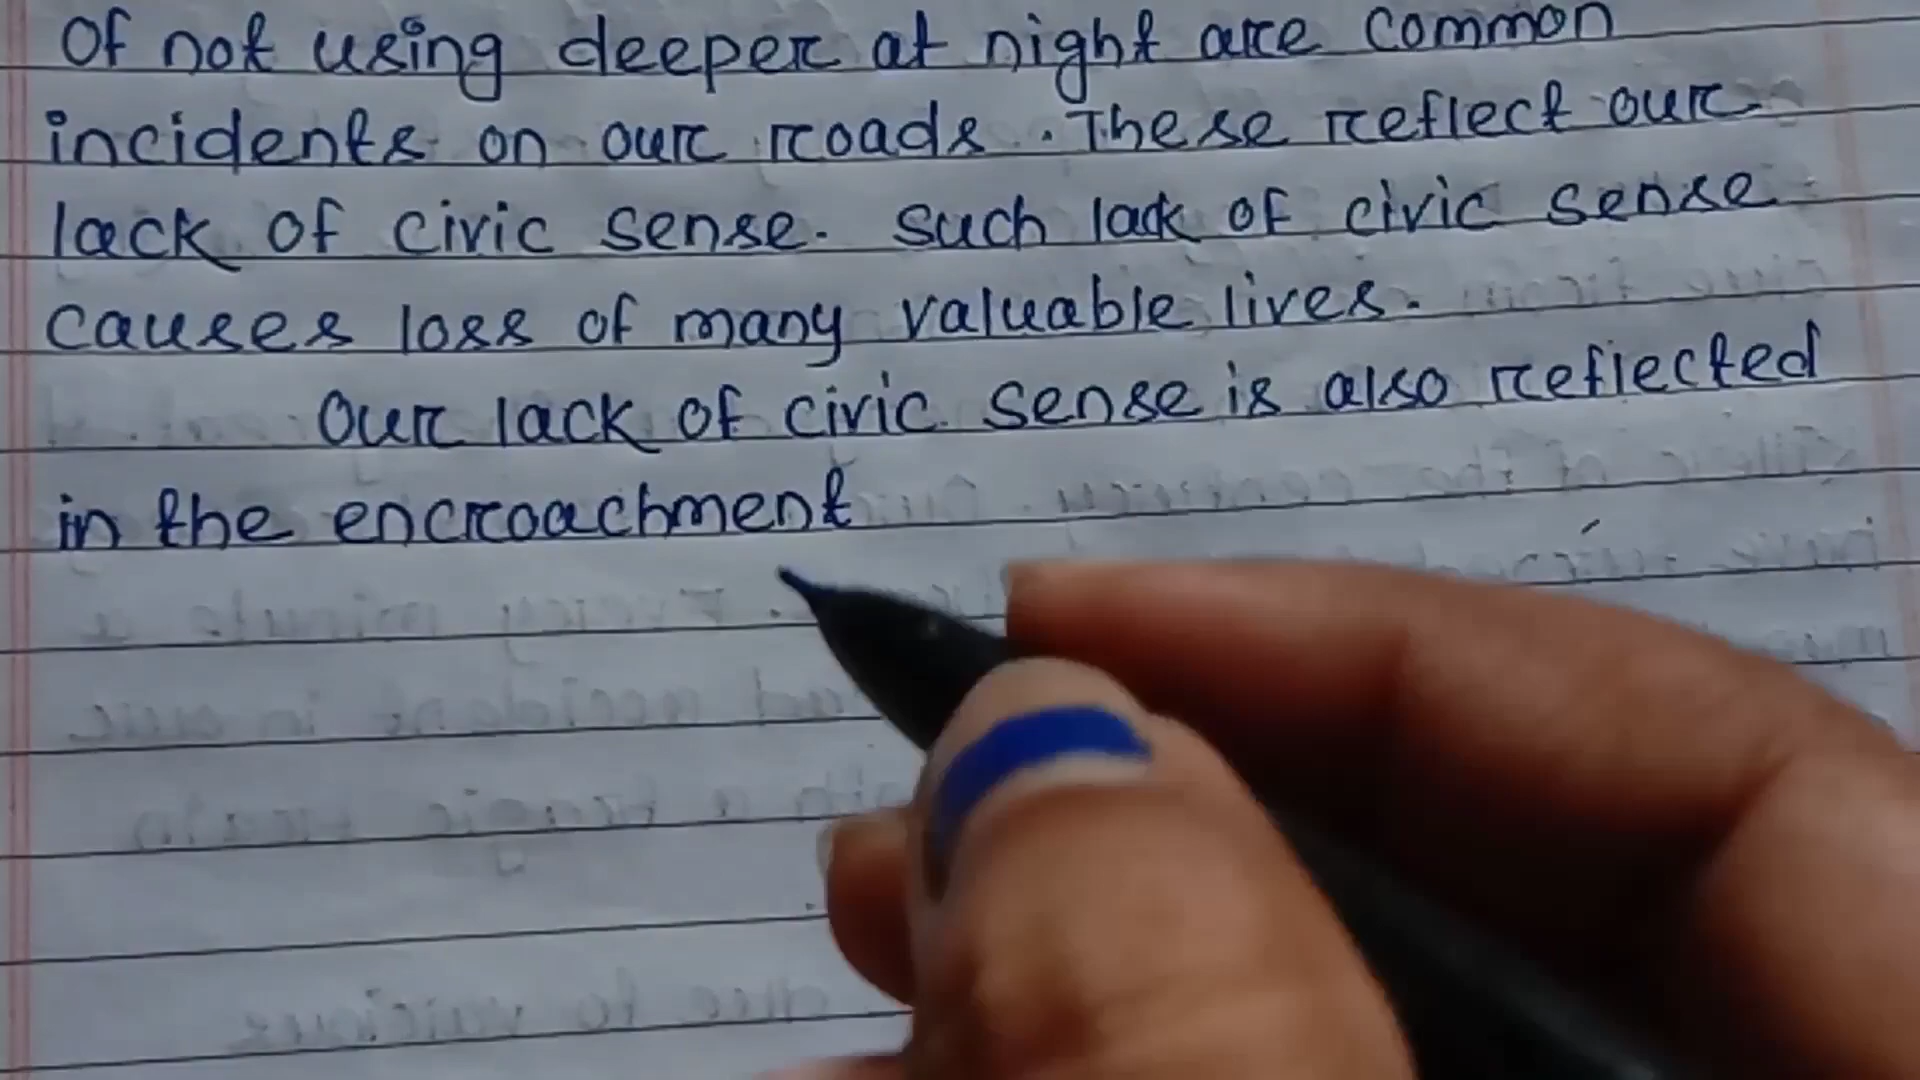 of not using deeper at night are common
incidents on our roads. These reflect our
lack of civic sense. Such lack of civic sense
causes loss of many valuable lives.
Our lack of civic sense is also reflected
in the encroachment